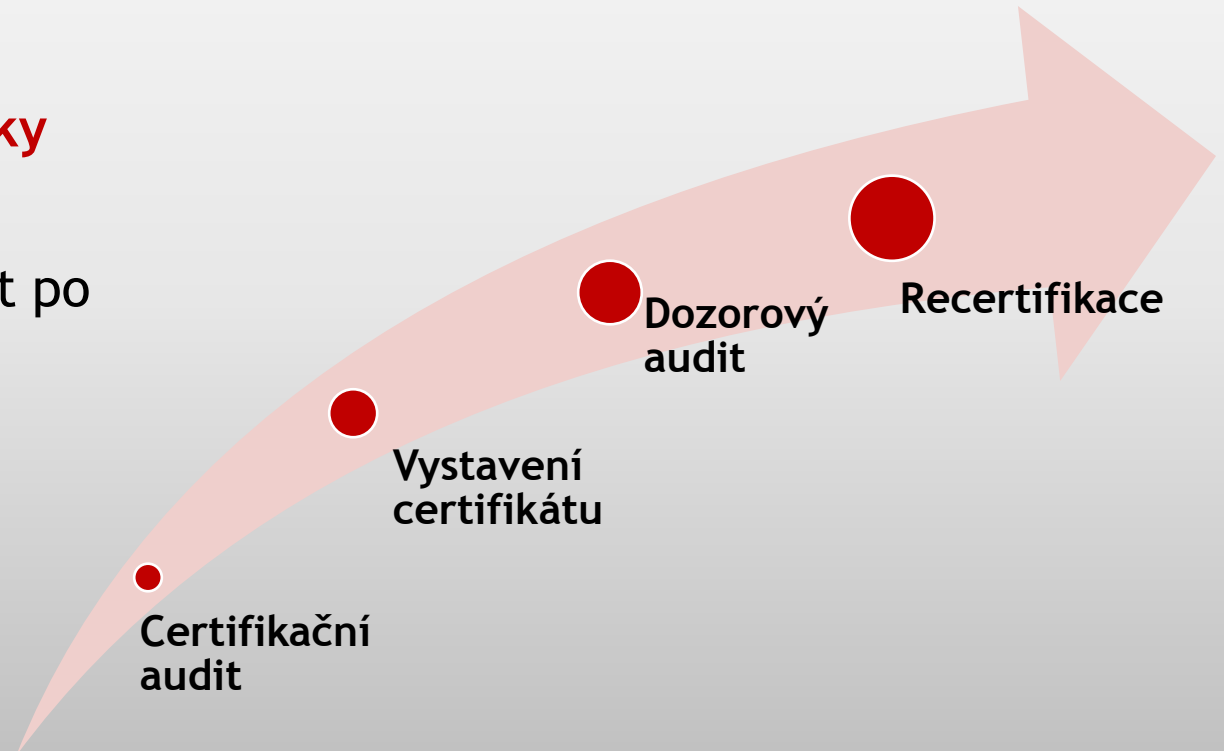 ky
t po
Dozorový
audit
Recertifikace
Vystavení
certifikátu
Certifikační
audit